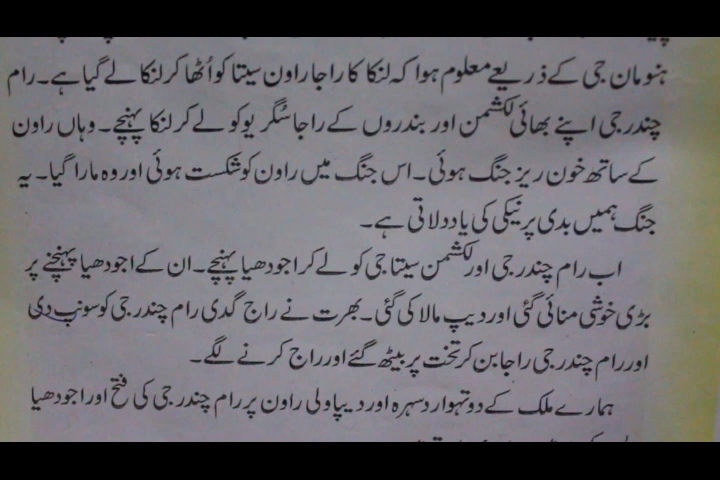 ہنومان جی کے ذریعے معلوم ہوا کہ لنکا کا راجا راون سیتا کو اُٹھا کر لنکا لے گیا ہے۔ رام
چندر جی اپنے بھائی لکشمن اور بندروں کے راجا سُگریو کو لے کر لنکا پہنچے۔ وہاں راون
کے ساتھ خون ریز جنگ ہوئی۔ اس جنگ میں راون کو شکست ہوئی اور وہ مارا گیا۔ یہ
جنگ ہمیں بدی پر نیکی کی یاد دلاتی ہے۔
اب رام چندر جی اور لکشمن سیتا جی کو لے کر اجودھیا پہنچے۔ ان کے اجودھیا پہنچنے پر
بڑی خوشی منائی گئی اور دیپ مالا کی گئی۔ بھرت نے راج گدی رام چندر جی کو سونپ دی
اور رام چندر جی راجا بن کر تخت پر بیٹھ گئے اور راج کرنے لگے۔
ہمارے ملک کے دو تہوار دسہرہ اور دیپاولی راون پر رام چندر جی کی فتح اور اجودھیا